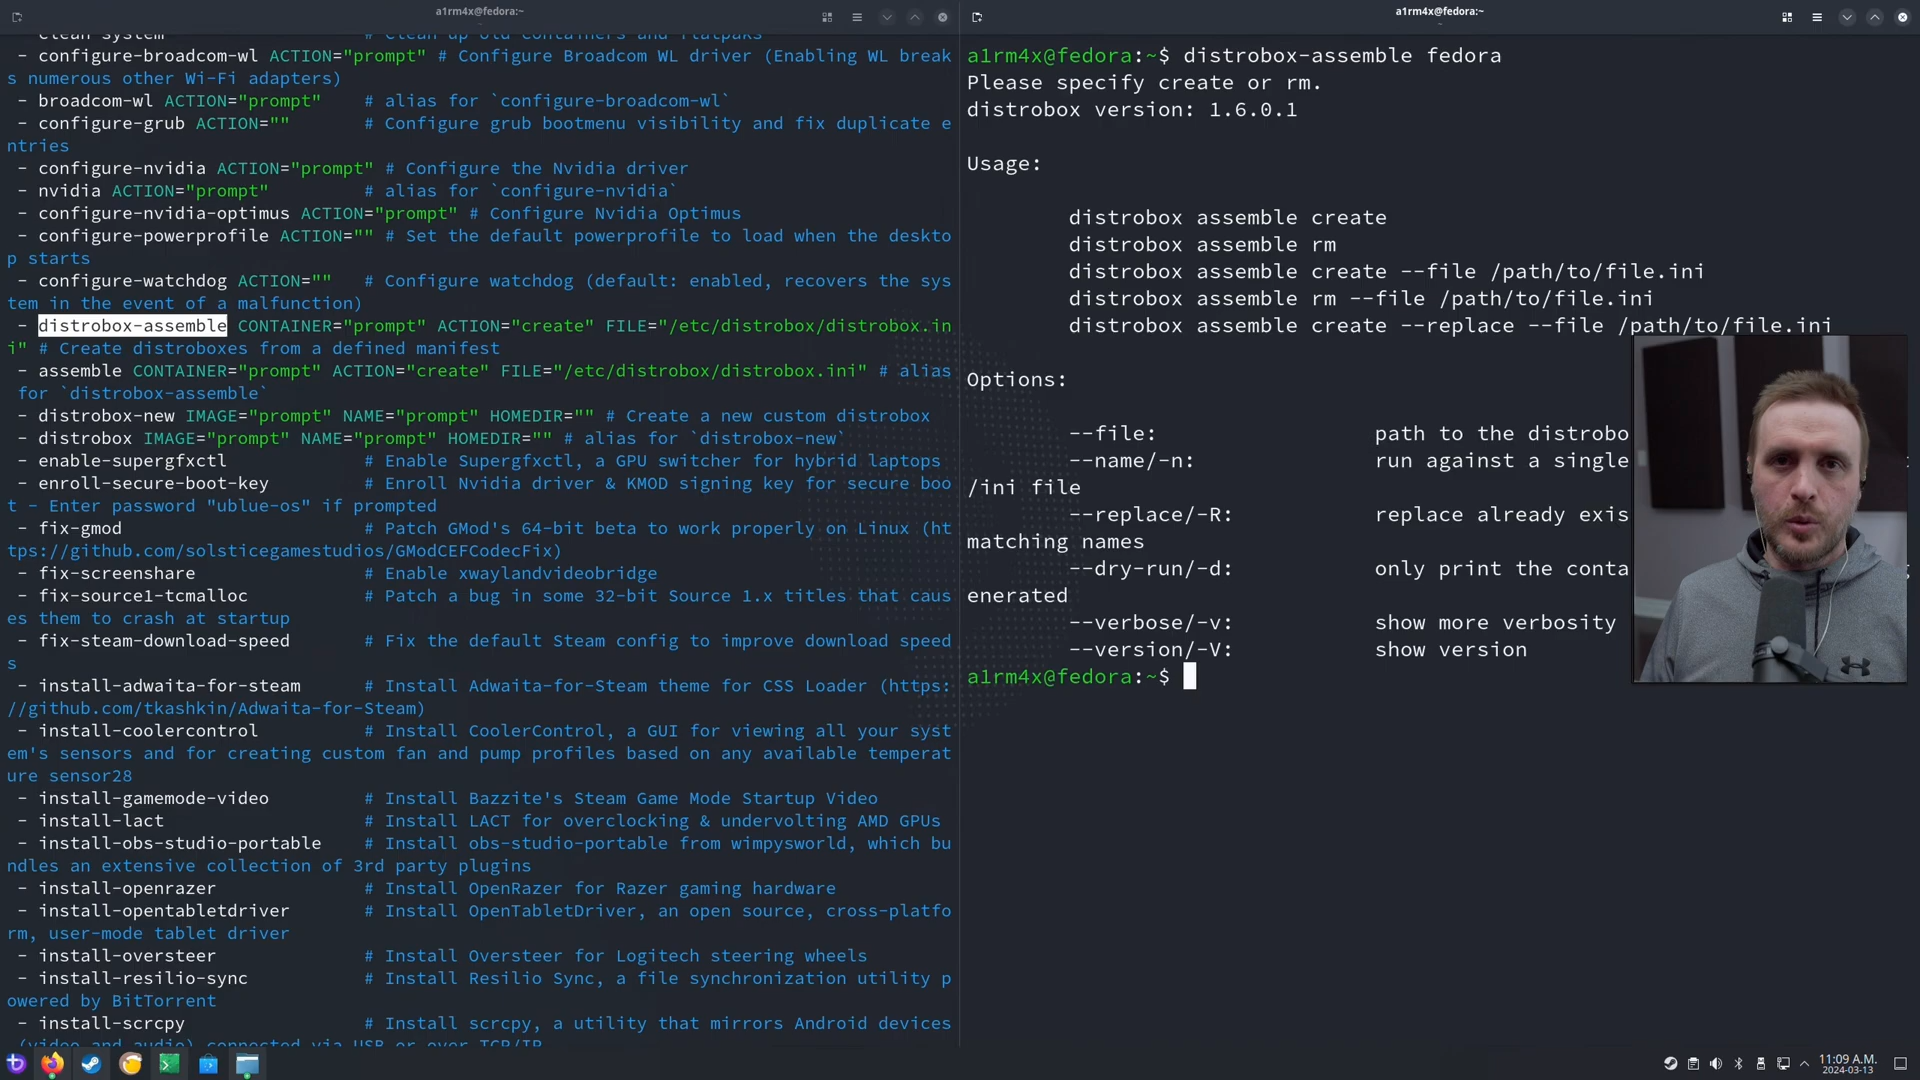 a1rm4x@fedora:~
clean-system # Clean up old containers and flatpaks
- configure-broadcom-wl ACTION="prompt" # Configure Broadcom WL driver (Enabling WL break
s numerous other Wi-Fi adapters)
- broadcom-wl ACTION="prompt" # alias for `configure-broadcom-wl`
- configure-grub ACTION="" # Configure grub bootmenu visibility and fix duplicate e
ntries
- configure-nvidia ACTION="prompt" # Configure the Nvidia driver
- nvidia ACTION="prompt" # alias for `configure-nvidia`
- configure-nvidia-optimus ACTION="prompt" # Configure Nvidia Optimus
- configure-powerprofile ACTION="" # Set the default powerprofile to load when the deskto
p starts
- configure-watchdog ACTION="" # Configure watchdog (default: enabled, recovers the sys
tem in the event of a malfunction)
- distrobox-assemble CONTAINER="prompt" ACTION="create" FILE="/etc/distrobox/distrobox.in
i" # Create distroboxes from a defined manifest
- assemble CONTAINER="prompt" ACTION="create" FILE="/etc/distrobox/distrobox.ini" # alias
for `distrobox-assemble`
- distrobox-new IMAGE="prompt" NAME="prompt" HOMEDIR="" # Create a new custom distrobox
- distrobox IMAGE="prompt" NAME="prompt" HOMEDIR="" # alias for `distrobox-new`
- enable-supergfxctl # Enable Supergfxctl, a GPU switcher for hybrid laptops
- enroll-secure-boot-key # Enroll Nvidia driver & KMOD signing key for secure boo
t - Enter password "ublue-os" if prompted
- fix-gmod # Patch GMod's 64-bit beta to work properly on Linux (ht
tps://github.com/solsticegamestudios/GModCEFCodecFix)
- fix-screenshare # Enable xwaylandvideobridge
- fix-source1-tcmalloc # Patch a bug in some 32-bit Source 1.x titles that caus
es them to crash at startup
- fix-steam-download-speed # Fix the default Steam config to improve download speed
s
- install-adwaita-for-steam # Install Adwaita-for-Steam theme for CSS Loader (https:
//github.com/tkashkin/Adwaita-for-Steam)
- install-coolercontrol # Install CoolerControl, a GUI for viewing all your syst
em's sensors and for creating custom fan and pump profiles based on any available temperat
ure sensor28
- install-gamemode-video # Install Bazzite's Steam Game Mode Startup Video
- install-lact # Install LACT for overclocking & undervolting AMD GPUs
- install-obs-studio-portable # Install obs-studio-portable from wimpysworld, which bu
ndles an extensive collection of 3rd party plugins
- install-openrazer # Install OpenRazer for Razer gaming hardware
- install-opentabletdriver # Install OpenTabletDriver, an open source, cross-platfo
rm, user-mode tablet driver
- install-oversteer # Install Oversteer for Logitech steering wheels
- install-resilio-sync # Install Resilio Sync, a file synchronization utility p
owered by BitTorrent
- install-scrcpy # Install scrcpy, a utility that mirrors Android devices
(video and audio) connected via USB or over TCP/IP
a1rm4x@fedora:~
a1rm4x@fedora:~$ distrobox-assemble fedora
Please specify create or rm.
distrobox version: 1.6.0.1
Usage:
distrobox assemble create
distrobox assemble rm
distrobox assemble create --file /path/to/file.ini
distrobox assemble rm --file /path/to/file.ini
distrobox assemble create --replace --file /path/to/file.ini
Options:
--file: path to the distrobo
--name/-n: run against a single
/ini file
--replace/-R: replace already exis
matching names
--dry-run/-d: only print the conta
enerated
--verbose/-v: show more verbosity
--version/-V: show version
a1rm4x@fedora:~$
11:09 A.M.
2024-03-13